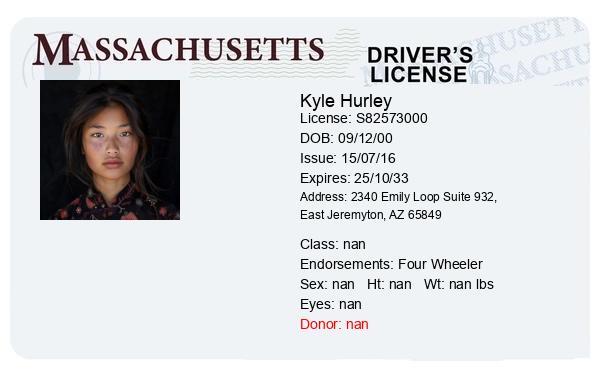 MASSACHUSETTS
DRIVER'S
LICENSE
Kyle Hurley
License: S82573000
DOB: 09/12/00
Issue: 15/07/16
Expires: 25/10/33
Address: 2340 Emily Loop Suite 932,
East Jeremyton, AZ 65849
Class: nan
Endorsements: Four Wheeler
Sex: nan Ht: nan Wt: nan lbs
Eyes: nan
Donor: nan